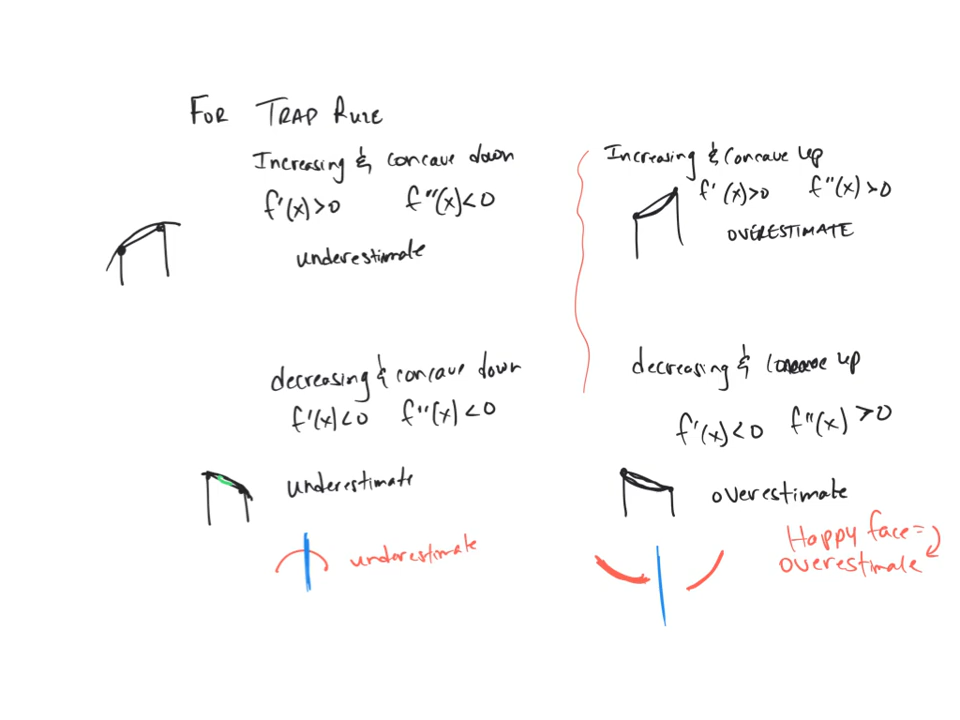 FOR TRAP RULE
Increasing & concave down
f'(x)>0 f''(x)<0
underestimate
Increasing & Concave up
f'(x)>0 f''(x)>0
OVERESTIMATE
decreasing & concave down
f'(x)<0 f''(x)<0
underestimate
underestimate
decreasing & concave up
f'(x)<0 f''(x)>0
overestimate
Happy face=
overestimate